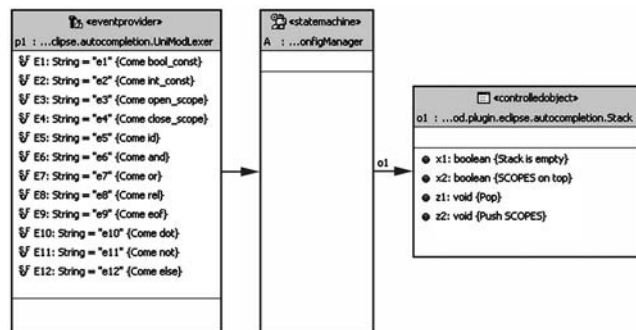 «eventprovider»
p1 : ...clipse.autocompletion.UniModLexer
E1: String = "e1" {Come bool_const}
E2: String = "e2" {Come int_const}
E3: String = "e3" {Come open_scope}
E4: String = "e4" {Come close_scope}
E5: String = "e5" {Come id}
E6: String = "e6" {Come and}
E7: String = "e7" {Come or}
E8: String = "e8" {Come rel}
E9: String = "e9" {Come eof}
E10: String = "e10" {Come dot}
E11: String = "e11" {Come not}
E12: String = "e12" {Come else}
«statemachine»
A : ...onfigManager
o1
«controlledobject»
o1 : ...od.plugin.eclipse.autocompletion.Stack
x1: boolean {Stack is empty}
x2: boolean {SCOPES on top}
z1: void {Pop}
z2: void {Push SCOPES}